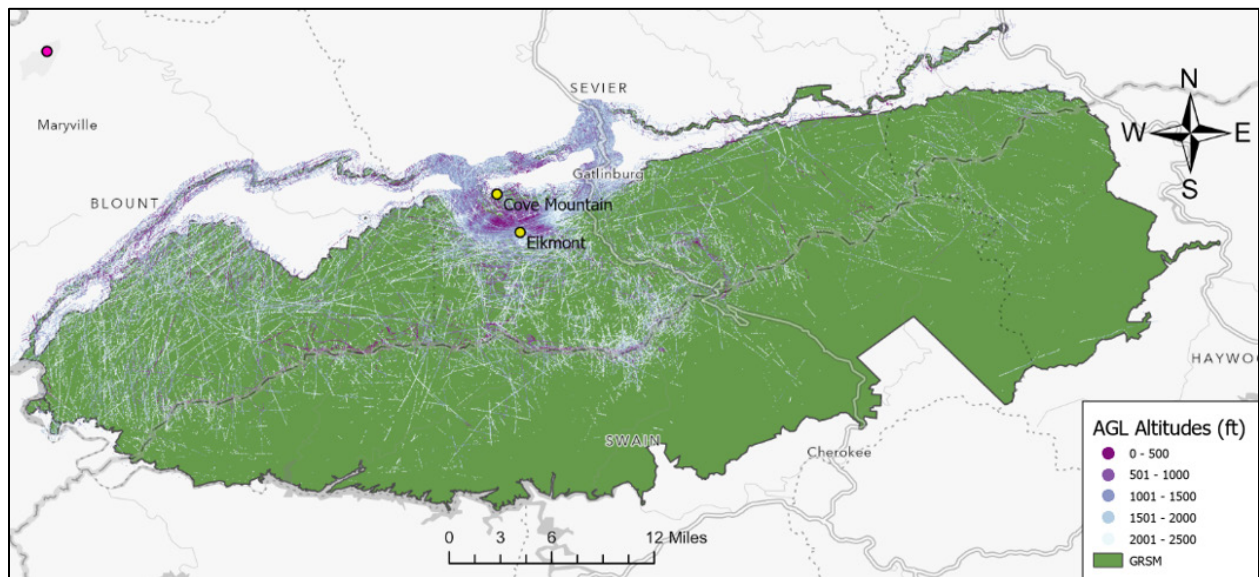 SEVIER
N
W E
S
Maryville
Gatlinburg
BLOUNT
Cove Mountain
Elkmont
HAYWO
AGL Altitudes (ft)
0 - 500
501 - 1000
1001 - 1500
1501 - 2000
2001 - 2500
GRSM
SWAIN
Cherokee
0 3 6 12 Miles